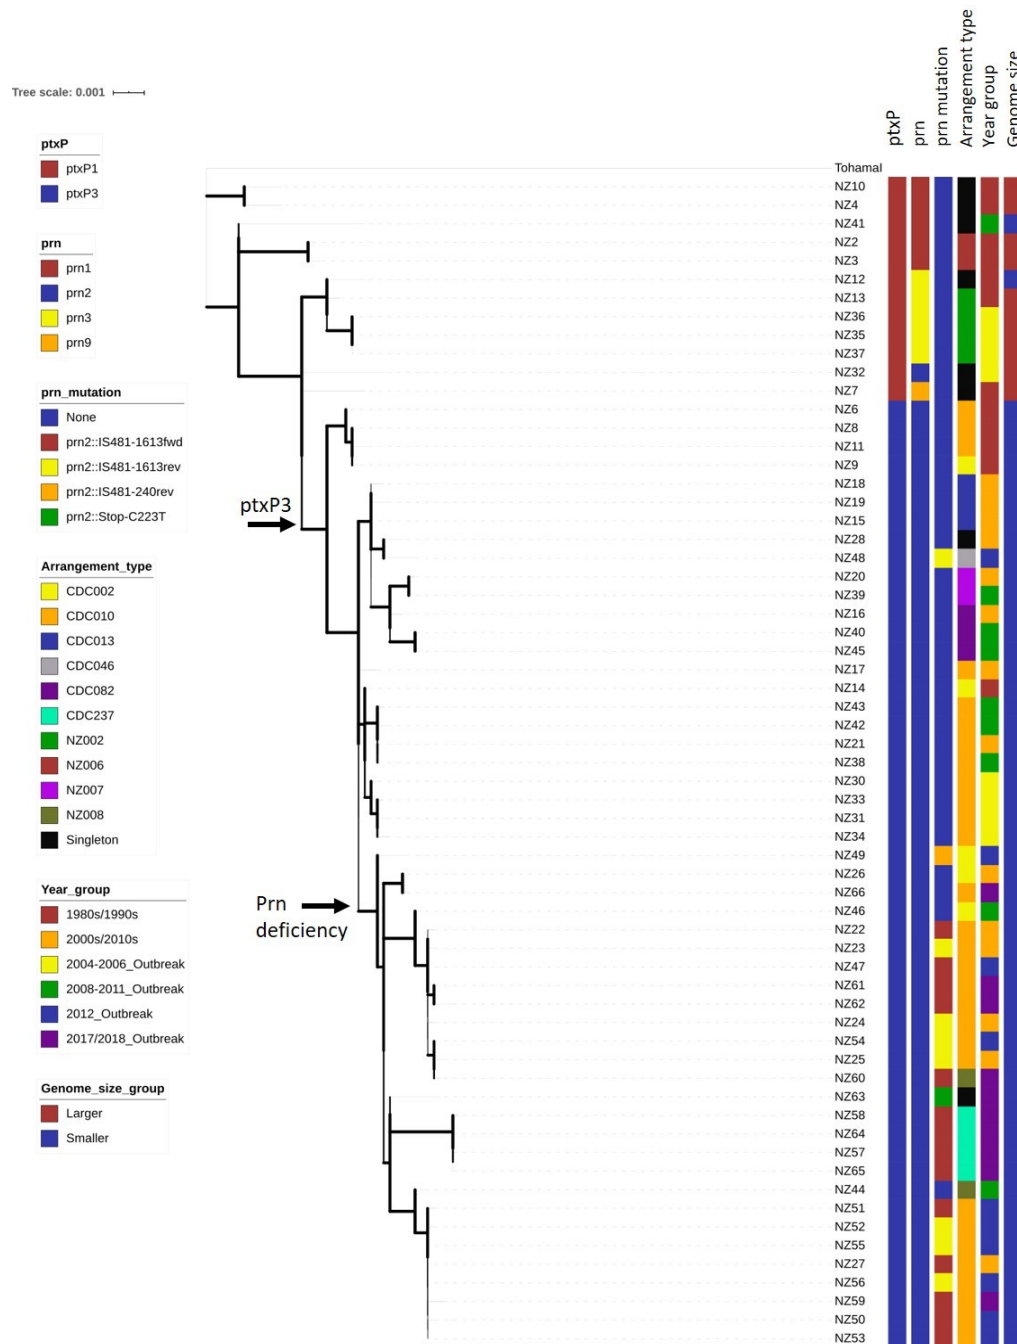 ptxP
prn
prn mutation
Arrangement type
Year group
Genome size
Tree scale: 0.001
ptxP
ptxP1
ptxP3
prn
prn1
prn2
prn3
prn9
prn_mutation
None
prn2::IS481-1613fwd
prn2::IS481-1613rev
prn2::IS481-240rev
prn2::Stop-C223T
Arrangement_type
CDC002
CDC010
CDC013
CDC046
CDC082
CDC237
NZ002
NZ006
NZ007
NZ008
Singleton
Year_group
1980s/1990s
2000s/2010s
2004-2006_Outbreak
2008-2011_Outbreak
2012_Outbreak
2017/2018_Outbreak
Genome_size_group
Larger
Smaller
ptxP3
Prn
deficiency
TohamaI
NZ10
NZ4
NZ41
NZ2
NZ3
NZ12
NZ13
NZ36
NZ35
NZ37
NZ32
NZ7
NZ6
NZ8
NZ11
NZ9
NZ18
NZ19
NZ15
NZ28
NZ48
NZ20
NZ39
NZ16
NZ40
NZ45
NZ17
NZ14
NZ43
NZ42
NZ21
NZ38
NZ30
NZ33
NZ31
NZ34
NZ49
NZ26
NZ66
NZ46
NZ22
NZ23
NZ47
NZ61
NZ62
NZ24
NZ54
NZ25
NZ60
NZ63
NZ58
NZ64
NZ57
NZ65
NZ44
NZ51
NZ52
NZ55
NZ27
NZ56
NZ59
NZ50
NZ53